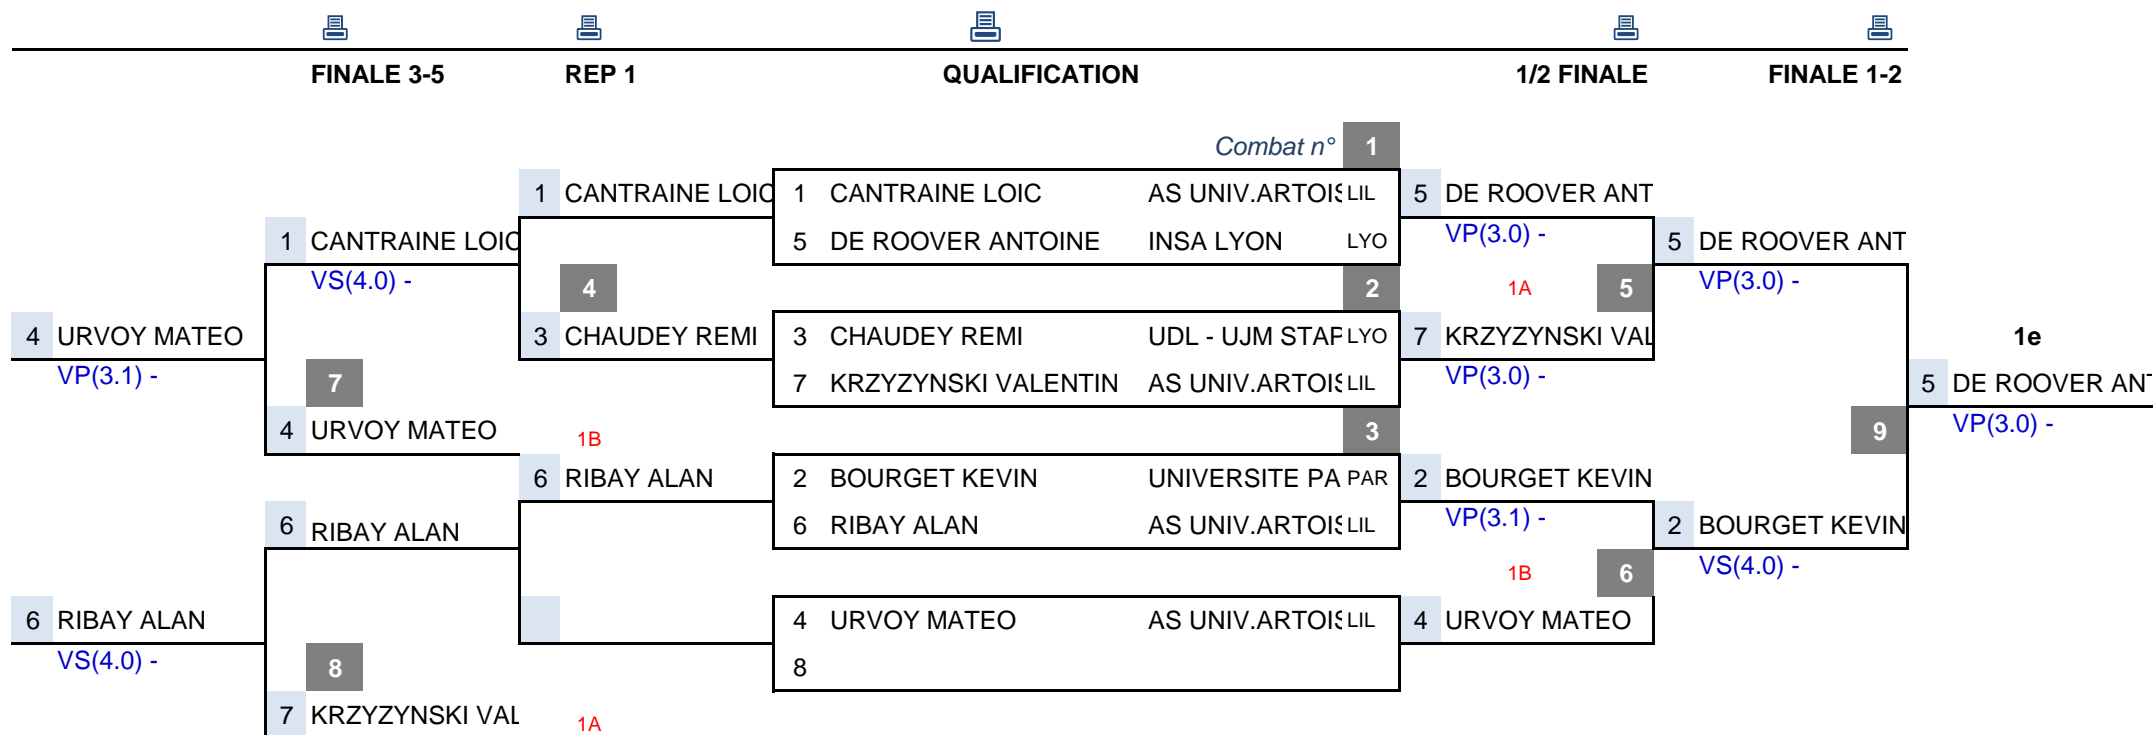 FINALE 3-5 REP 1 QUALIFICATION 1/2 FINALE FINALE 1-2
Combat n° 1
1 CANTRAINE LOIC 1 CANTRAINE LOIC AS UNIV.ARTOIS LIL 5 DE ROOVER ANT
1 CANTRAINE LOIC 5 DE ROOVER ANTOINE INSA LYON LYO VP(3.0) - 5 DE ROOVER ANT
VS(4.0) - 4 2 1A 5 VP(3.0) -
4 URVOY MATEO 3 CHAUDEY REMI 3 CHAUDEY REMI UDL - UJM STAP LYO 7 KRZYZYNSKI VAL 1e
VP(3.1) - 7 7 KRZYZYNSKI VALENTIN AS UNIV.ARTOIS LIL VP(3.0) - 5 DE ROOVER ANT
4 URVOY MATEO 1B 3 9 VP(3.0) -
6 RIBAY ALAN 2 BOURGET KEVIN UNIVERSITE PA PAR 2 BOURGET KEVIN
6 RIBAY ALAN 6 RIBAY ALAN AS UNIV.ARTOIS LIL VP(3.1) - 2 BOURGET KEVIN
1B 6 VS(4.0) -
6 RIBAY ALAN 4 URVOY MATEO AS UNIV.ARTOIS LIL 4 URVOY MATEO
VS(4.0) - 8 8
7 KRZYZYNSKI VAL 1A